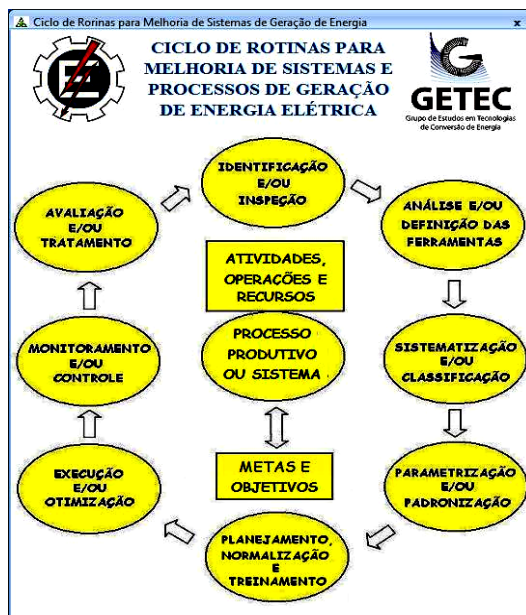 Ciclo de Rorinas para Melhoria de Sistemas de Geração de Energia
x
CICLO DE ROTINAS PARA
MELHORIA DE SISTEMAS E
PROCESSOS DE GERAÇÃO
DE ENERGIA ELÉTRICA
GETEC
Grupo de Estudos em Tecnologias
de Conversão de Energia
IDENTIFICAÇÃO
E/OU
INSPEÇÃO
ANÁLISE E/OU
DEFINIÇÃO DAS
FERRAMENTAS
SISTEMATIZAÇÃO
E/OU
CLASSIFICAÇÃO
PARAMETRIZAÇÃO
E/OU
PADRONIZAÇÃO
PLANEJAMENTO,
NORMALIZAÇÃO
E
TREINAMENTO
EXECUÇÃO
E/OU
OTIMIZAÇÃO
MONITORAMENTO
E/OU
CONTROLE
AVALIAÇÃO
E/OU
TRATAMENTO
ATIVIDADES,
OPERAÇÕES E
RECURSOS
PROCESSO
PRODUTIVO
OU SISTEMA
METAS E
OBJETIVOS